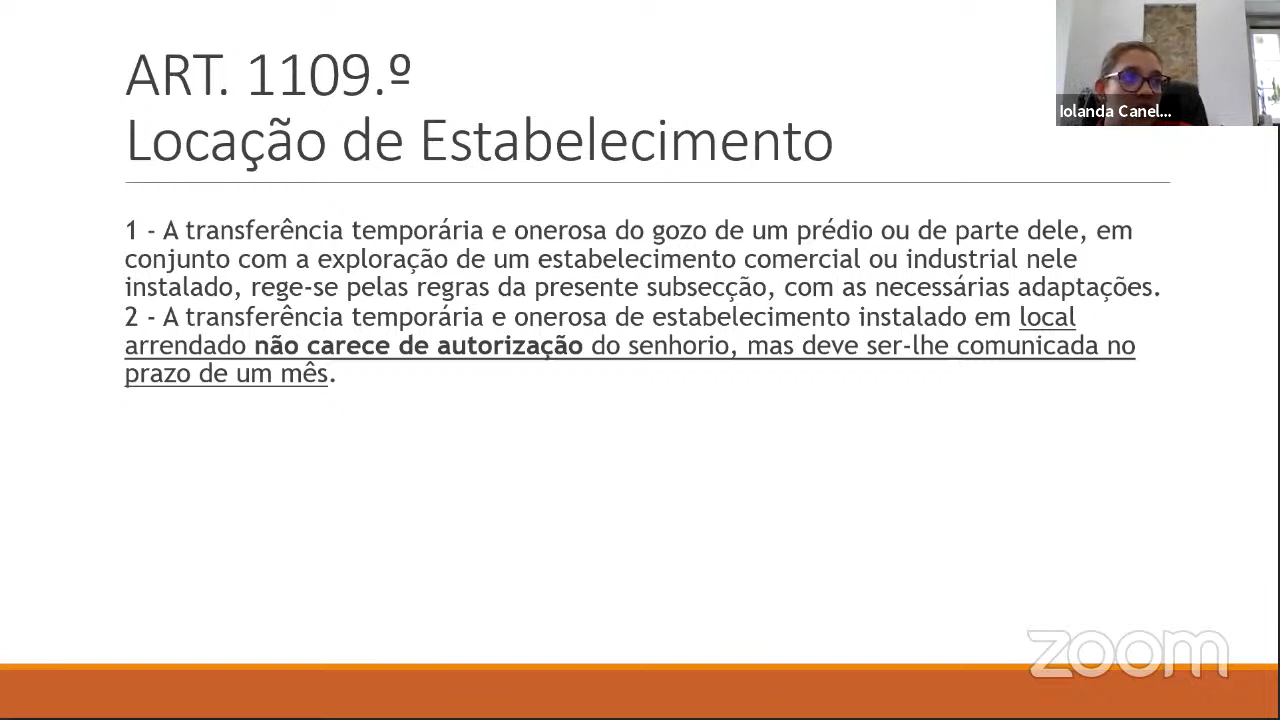 ART. 1109.º
Locação de Estabelecimento
Iolanda Canel...
1 - A transferência temporária e onerosa do gozo de um prédio ou de parte dele, em
conjunto com a exploração de um estabelecimento comercial ou industrial nele
instalado, rege-se pelas regras da presente subsecção, com as necessárias adaptações.
2 - A transferência temporária e onerosa de estabelecimento instalado em local
arrendado não carece de autorização do senhorio, mas deve ser-lhe comunicada no
prazo de um mês.
zoom